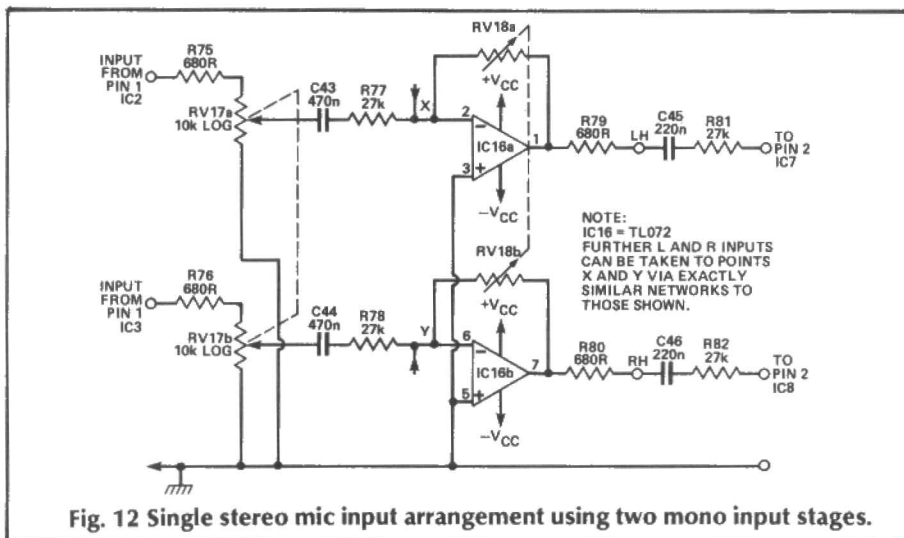 RV18a
R75
680R
INPUT
FROM
PIN 1
IC2
C43
470n
R77
27k
+VCC
X
RV17a
10k LOG
2
−
IC16a
1
3
+
−VCC
R79
680R
LH
C45
220n
R81
27k
TO
PIN 2
IC7
NOTE:
IC16 = TL072
FURTHER L AND R INPUTS
CAN BE TAKEN TO POINTS
X AND Y VIA EXACTLY
SIMILAR NETWORKS TO
THOSE SHOWN.
RV18b
R76
680R
INPUT
FROM
PIN 1
IC3
C44
470n
R78
27k
+VCC
Y
RV17b
10k LOG
6
−
IC16b
7
5
+
−VCC
R80
680R
RH
C46
220n
R82
27k
TO
PIN 2
IC8
Fig. 12 Single stereo mic input arrangement using two mono input stages.